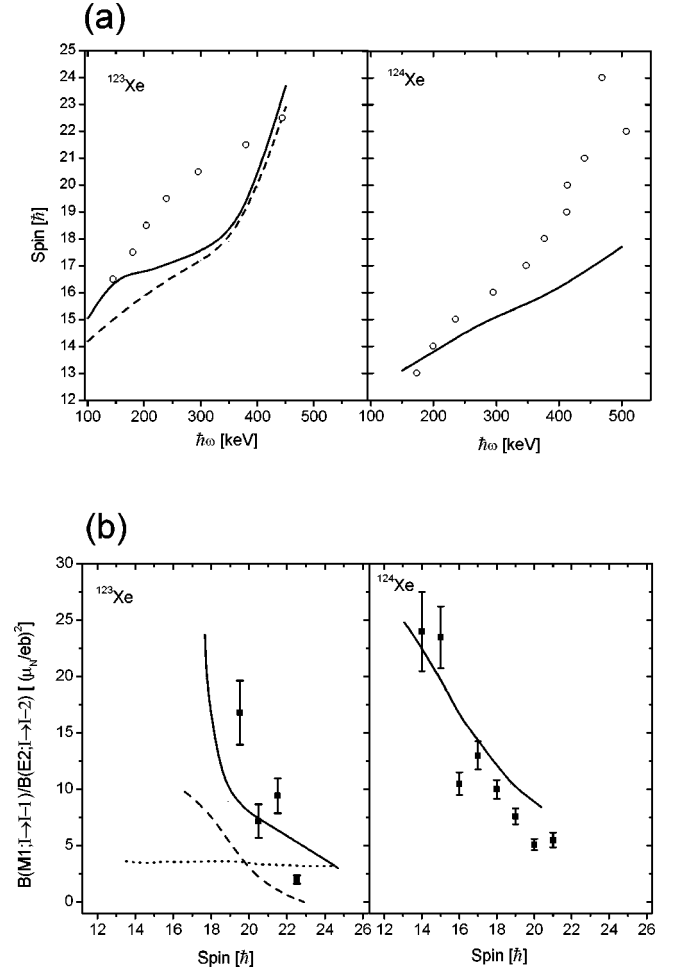 (a)
25
24
23
22
21
20
19
18
17
16
15
14
13
12
Spin [ħ]
¹²³Xe
¹²⁴Xe
100 200 300 400 500 100 200 300 400 500
ħω [keV] ħω [keV]
(b)
30
25
20
15
10
5
0
B(M1;I→I-1)/B(E2;I→I-2) [ (μ_N/eb)²]
¹²³Xe
¹²⁴Xe
12 14 16 18 20 22 24 26 12 14 16 18 20 22 24 26
Spin [ħ] Spin [ħ]